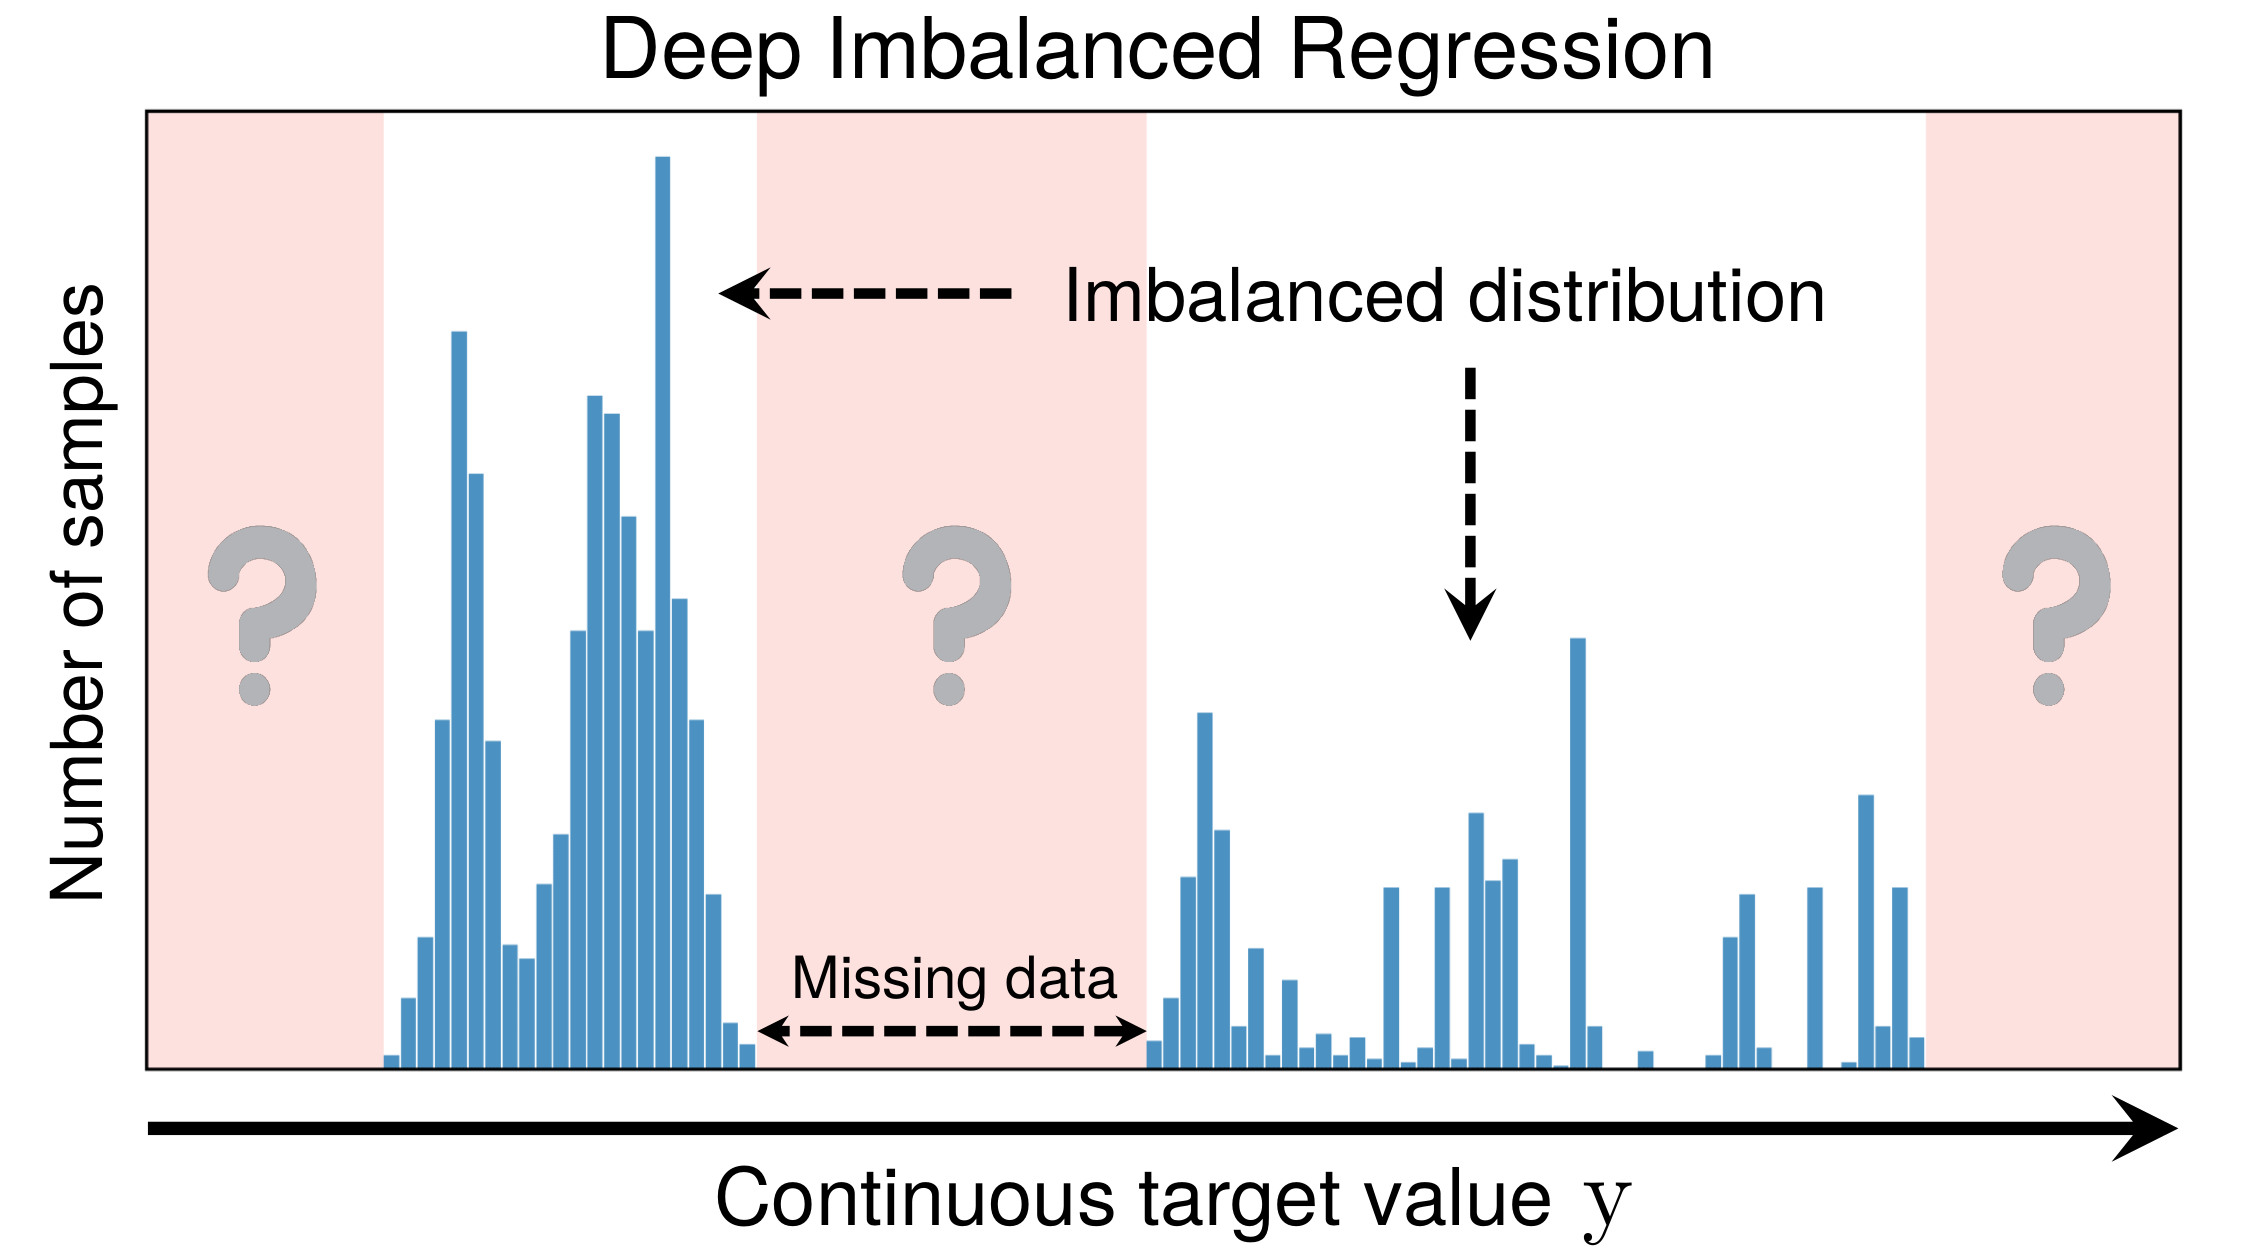 Deep Imbalanced Regression
Number of samples
Imbalanced distribution
?
?
?
Missing data
Continuous target value y